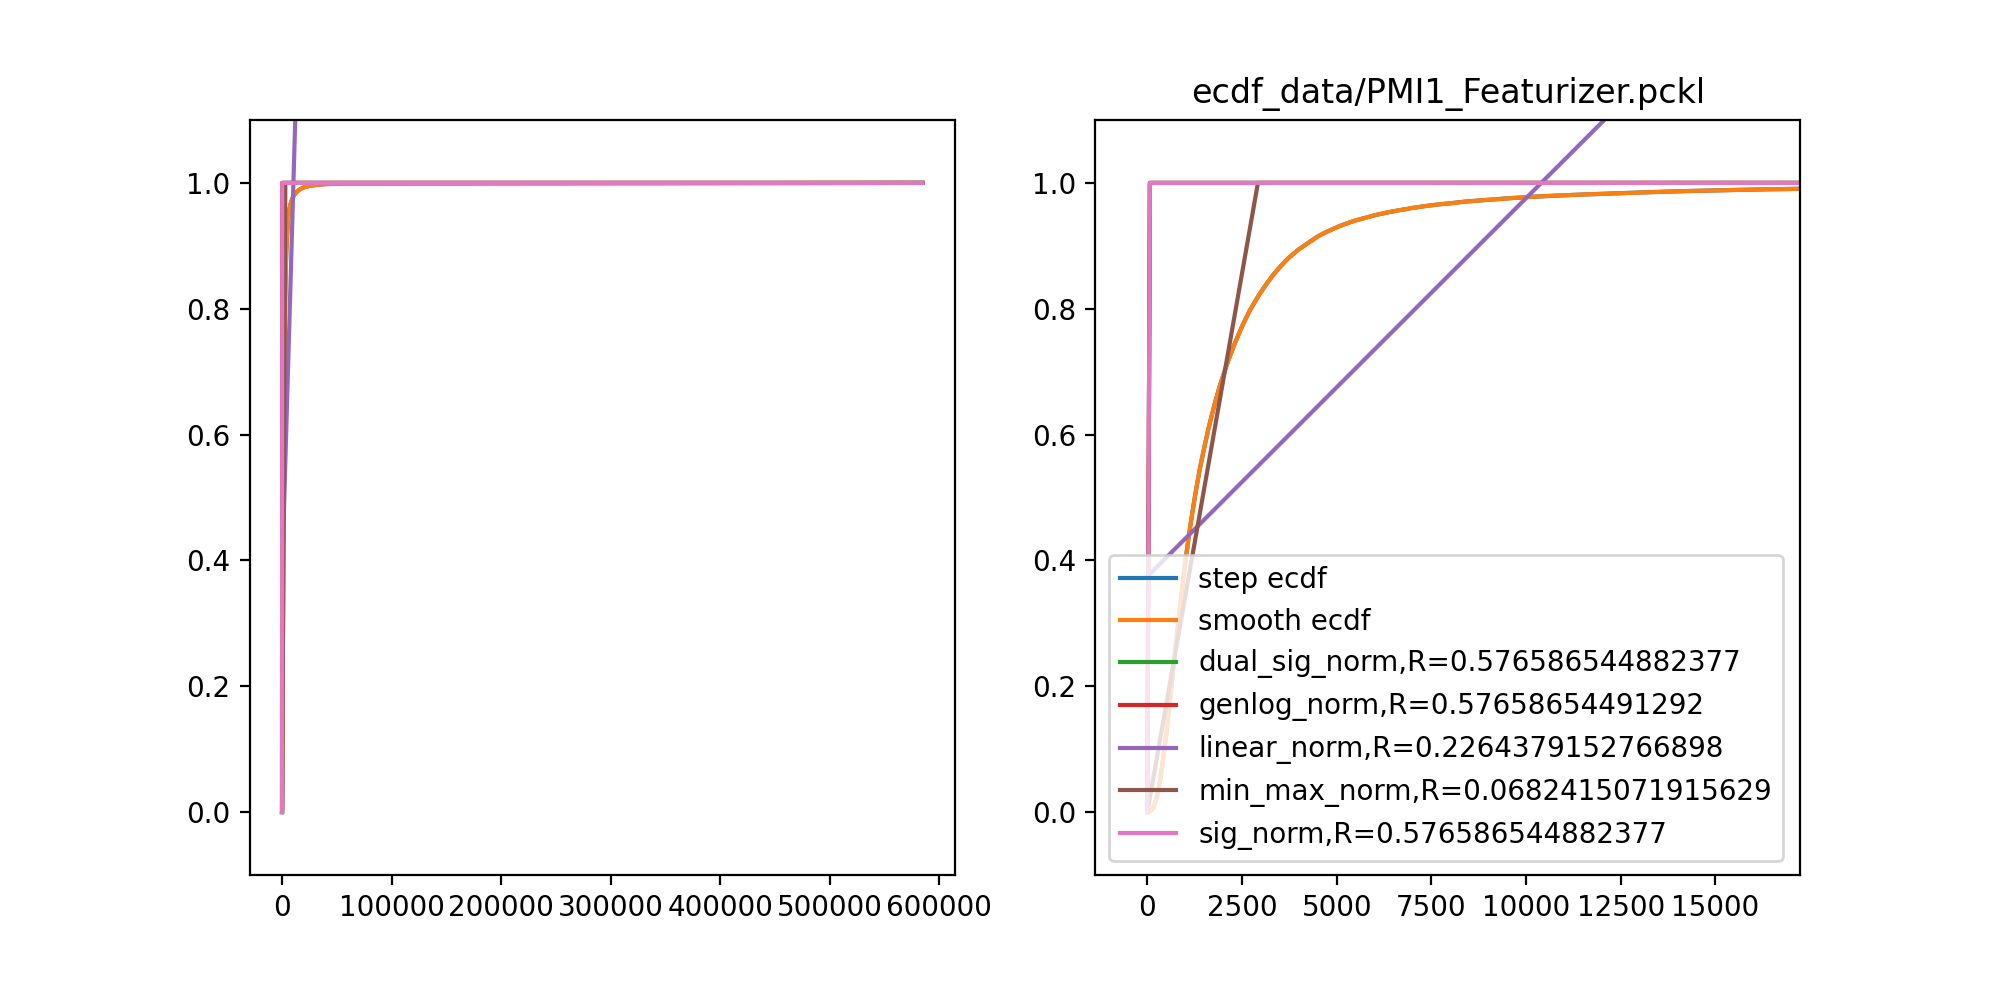 ecdf_data/PMI1_Featurizer.pckl
1.0
0.8
0.6
0.4
0.2
0.0
0 100000 200000 300000 400000 500000 600000
1.0
0.8
0.6
0.4
0.2
0.0
0 2500 5000 7500 10000 12500 15000
step ecdf
smooth ecdf
dual_sig_norm,R=0.576586544882377
genlog_norm,R=0.57658654491292
linear_norm,R=0.2264379152766898
min_max_norm,R=0.0682415071915629
sig_norm,R=0.576586544882377